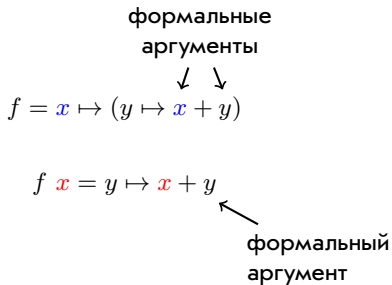 формальные
аргументы
f = x ↦ (y ↦ x + y)
f x = y ↦ x + y
формальный
аргумент